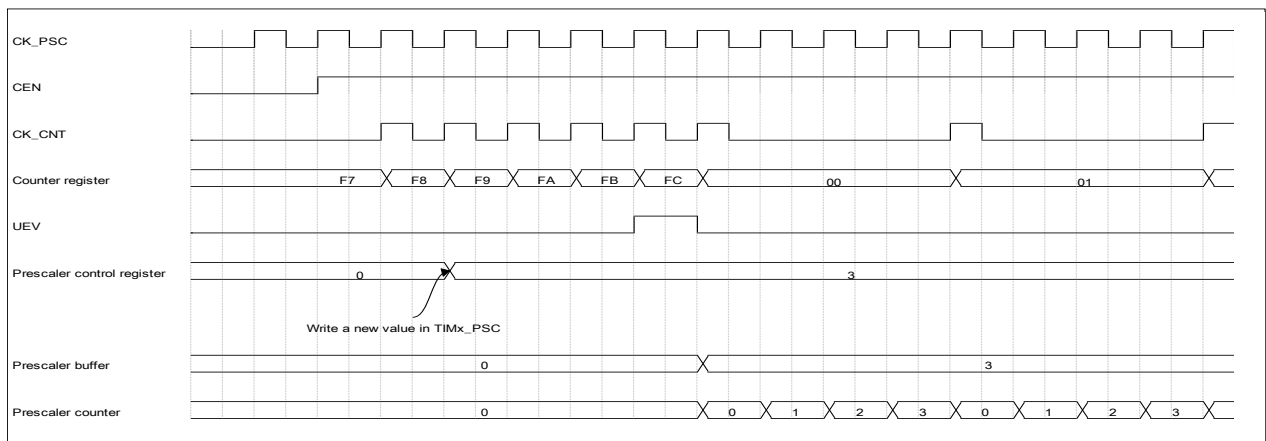 CK_PSC
CEN
CK_CNT
Counter register F7 F8 F9 FA FB FC 00 01
UEV
Prescaler control register 0 3
Write a new value in TIMx_PSC
Prescaler buffer 0 3
Prescaler counter 0 0 1 2 3 0 1 2 3